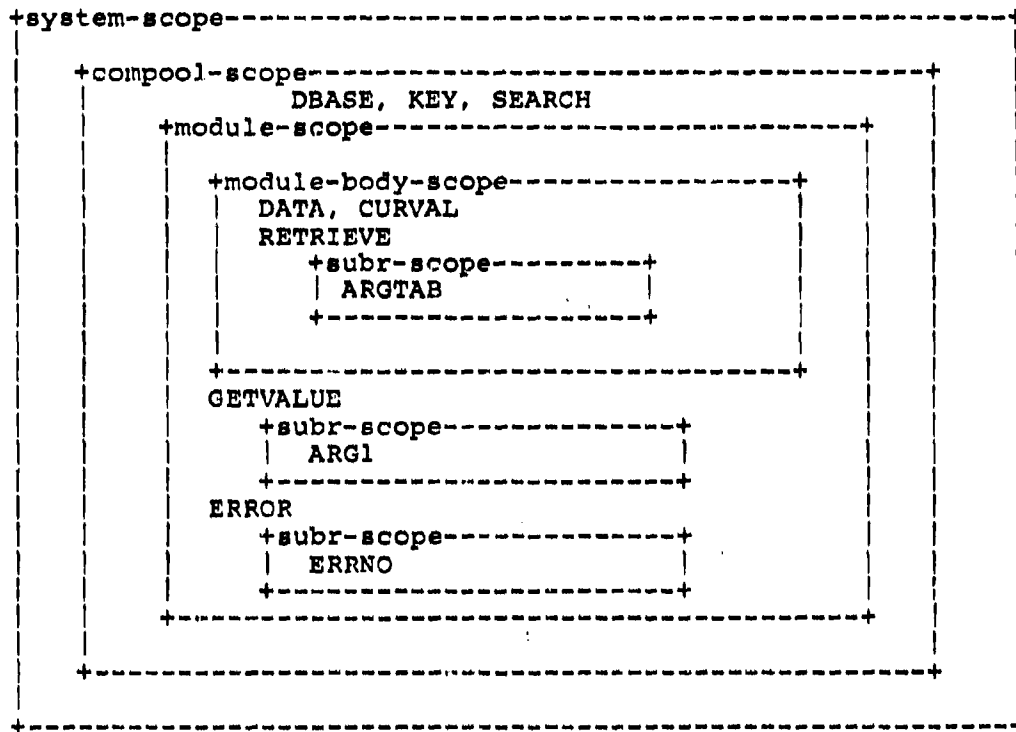 system-scope
compool-scope
DBASE, KEY, SEARCH
module-scope
module-body-scope
DATA, CURVAL
RETRIEVE
subr-scope
ARGTAB
GETVALUE
subr-scope
ARG1
ERROR
subr-scope
ERRNO